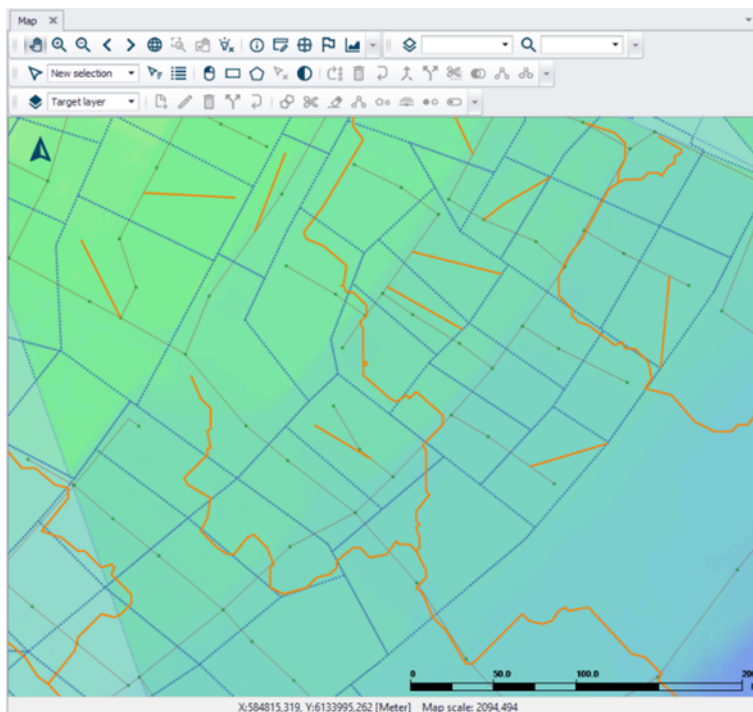 Map
New selection
Target layer
0 50.0 100.0 200
X:584815,319, Y:6133995,262 [Meter] Map scale: 2094,494